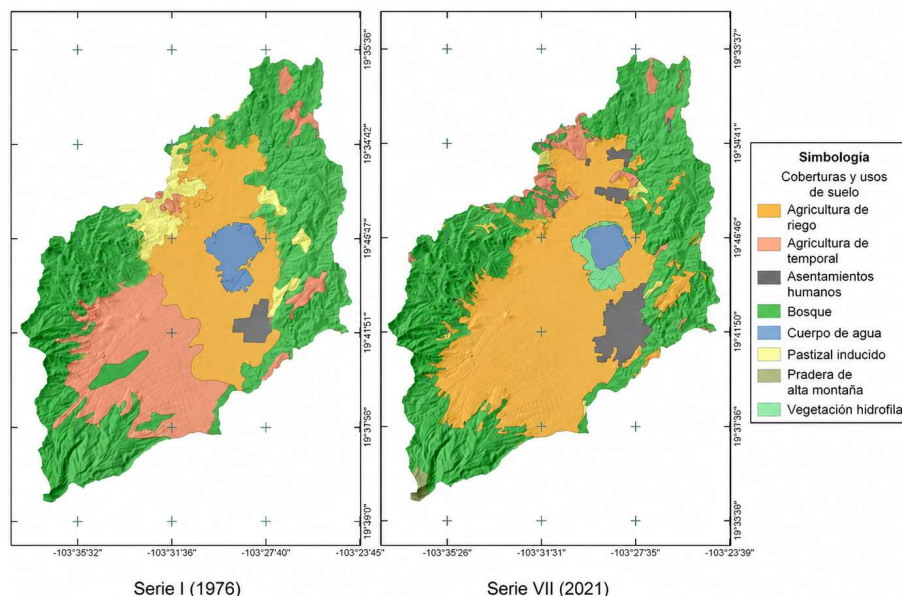 19°35'36"
19°34'42"
19°46'47"
19°41'51"
19°37'56"
19°39'0"
-103°35'32"
-103°31'36"
-103°27'40"
-103°23'45"
19°33'37"
19°54'41"
19°46'46"
19°41'50"
19°37'36"
19°33'38"
-103°35'26"
-103°31'31"
-103°27'35"
-103°23'39"
Simbología
Coberturas y usos
de suelo
Agricultura de
riego
Agricultura de
temporal
Asentamientos
humanos
Bosque
Cuerpo de agua
Pastizal inducido
Pradera de
alta montaña
Vegetación hidrofila
Serie I (1976)
Serie VII (2021)